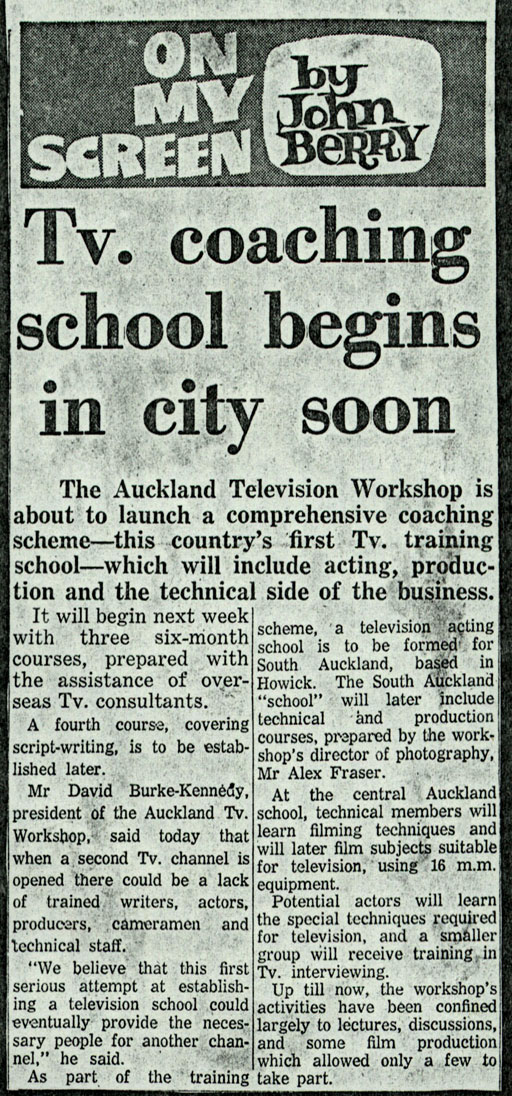 ON
MY
SCREEN
by
John
BERRY
Tv. coaching
school begins
in city soon
The Auckland Television Workshop is
about to launch a comprehensive coaching
scheme—this country's first Tv. training
school—which will include acting, produc-
tion and the technical side of the business.
It will begin next week
with three six-month
courses, prepared with
the assistance of over-
seas Tv. consultants.
A fourth course, covering
script-writing, is to be estab-
lished later.
Mr David Burke-Kennedy,
president of the Auckland Tv.
Workshop, said today that
when a second Tv. channel is
opened there could be a lack
of trained writers, actors,
producers, cameramen and
technical staff.
"We believe that this first
serious attempt at establish-
ing a television school could
eventually provide the neces-
sary people for another chan-
nel," he said.
As part of the training
scheme, a television acting
school is to be formed for
South Auckland, based in
Howick. The South Auckland
"school" will later include
technical and production
courses, prepared by the work-
shop's director of photography,
Mr Alex Fraser.
At the central Auckland
school, technical members will
learn filming techniques and
will later film subjects suitable
for television, using 16 m.m.
equipment.
Potential actors will learn
the special techniques required
for television, and a smaller
group will receive training in
Tv. interviewing.
Up till now, the workshop's
activities have been confined
largely to lectures, discussions,
and some film production
which allowed only a few to
take part.